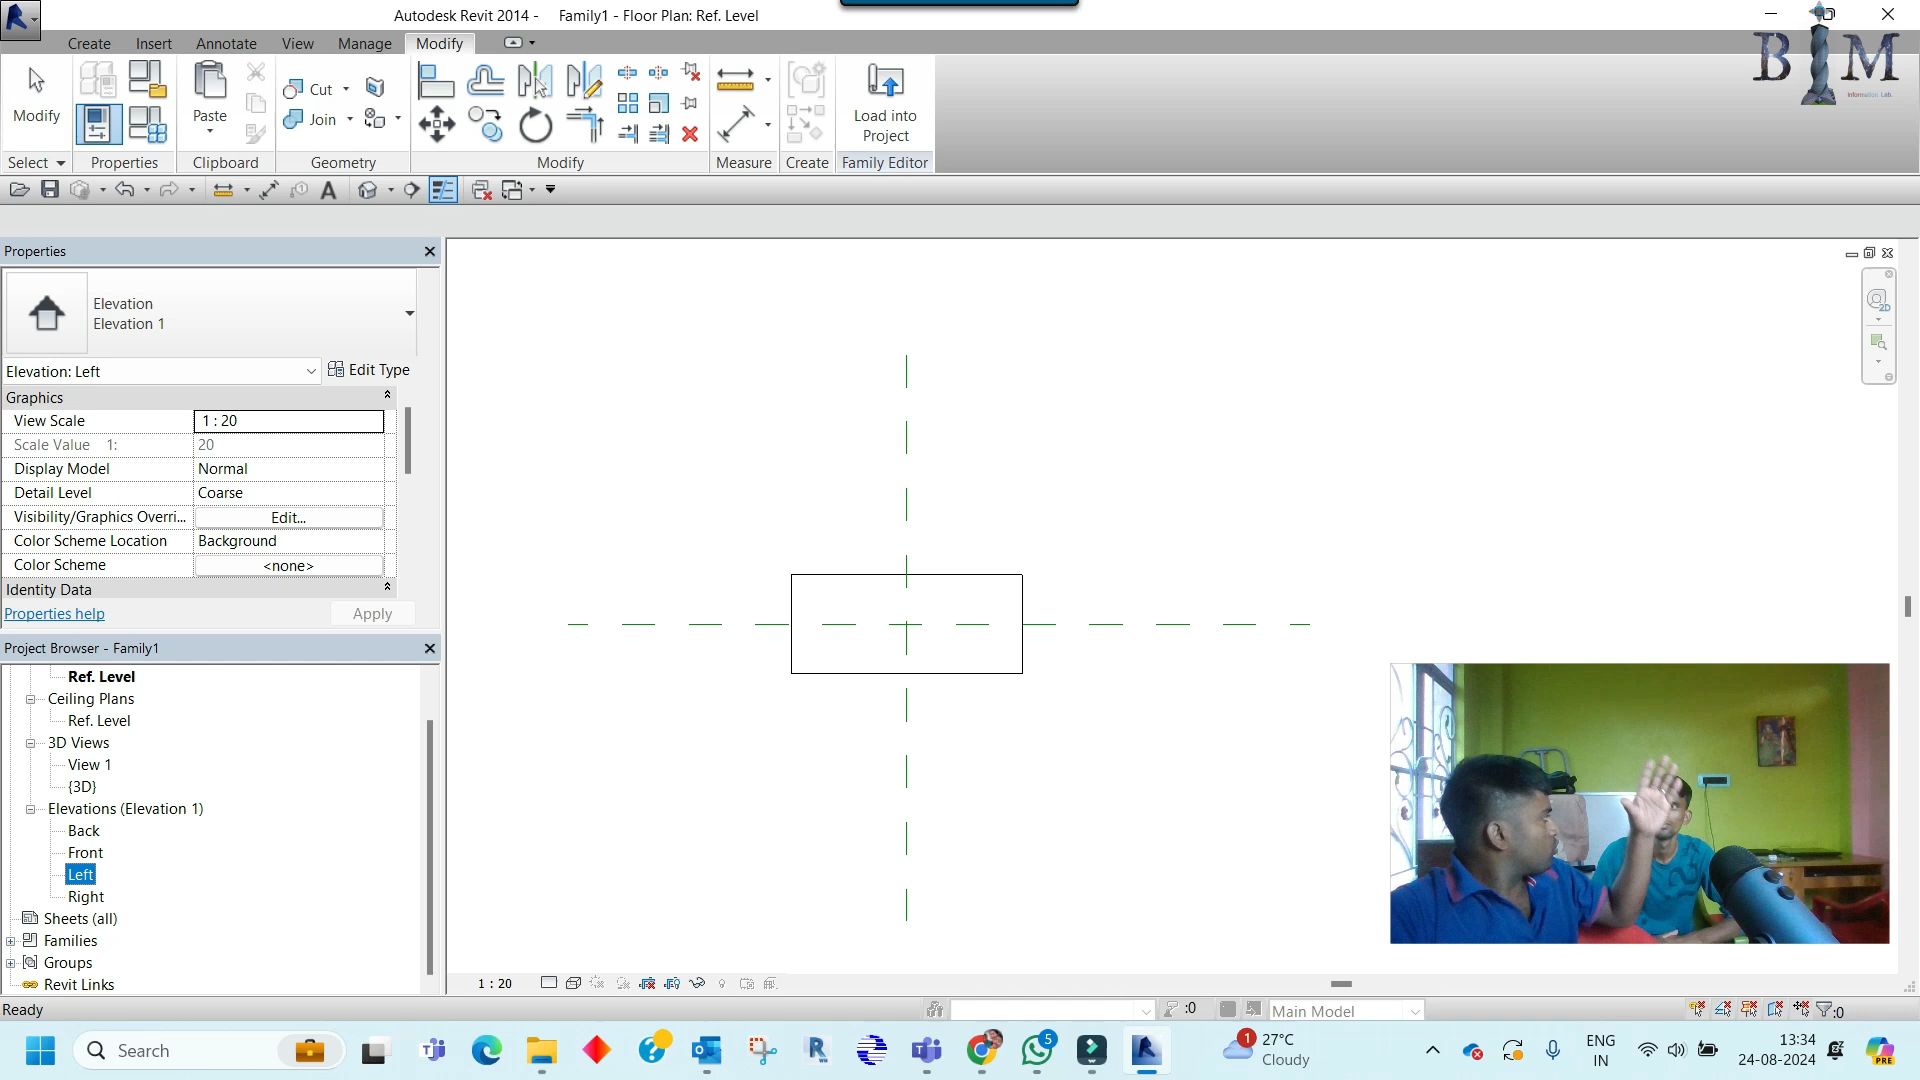 Autodesk Revit 2014 - Family1 - Floor Plan: Ref. Level
Create Insert Annotate View Manage Modify
BIM
Information Lab.
Modify
Paste
Cut
Join
Load into
Project
Select Properties Clipboard Geometry Modify Measure Create Family Editor
A
Properties
Elevation
Elevation 1
Elevation: Left
Edit Type
Graphics
View Scale 1 : 20
Scale Value 1: 20
Display Model Normal
Detail Level Coarse
Visibility/Graphics Overri... Edit...
Color Scheme Location Background
Color Scheme <none>
Identity Data
Properties help Apply
2D
Project Browser - Family1
Ref. Level
Ceiling Plans
Ref. Level
3D Views
View 1
{3D}
Elevations (Elevation 1)
Back
Front
Left
Right
Sheets (all)
Families
Groups
Revit Links
1 : 20
Ready
:0
Main Model
:0
Search
5
1
27°C
Cloudy
ENG
IN
13:34
24-08-2024
PRE